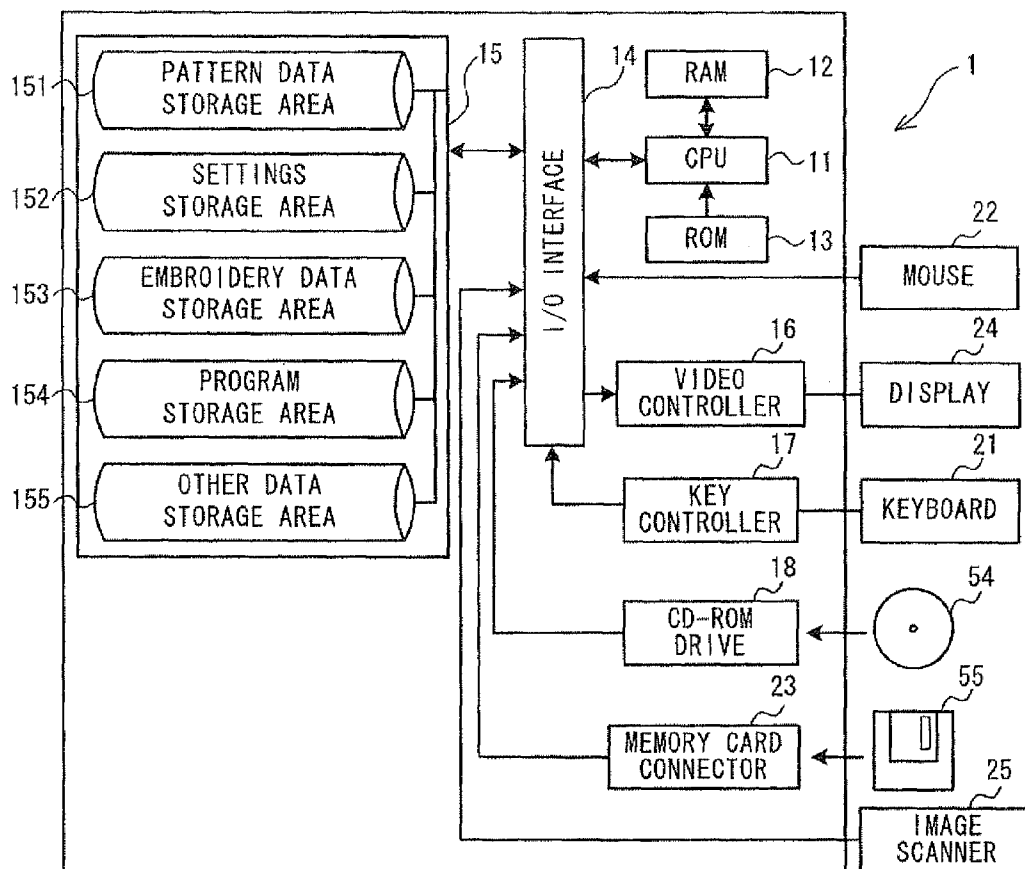 151
PATTERN DATA
STORAGE AREA
152
SETTINGS
STORAGE AREA
153
EMBROIDERY DATA
STORAGE AREA
154
PROGRAM
STORAGE AREA
155
OTHER DATA
STORAGE AREA
15
14
I/O INTERFACE
RAM
12
CPU
11
ROM
13
1
22
MOUSE
16
VIDEO
CONTROLLER
24
DISPLAY
17
KEY
CONTROLLER
21
KEYBOARD
18
CD-ROM
DRIVE
54
23
MEMORY CARD
CONNECTOR
55
25
IMAGE
SCANNER